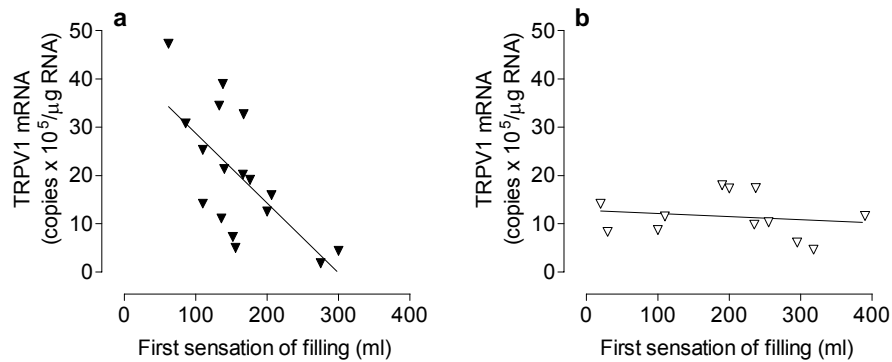 a
TRPV1 mRNA
(copies x 10⁵/µg RNA)
50
40
30
20
10
0
0 100 200 300 400
First sensation of filling (ml)
b
TRPV1 mRNA
(copies x 10⁵/µg RNA)
50
40
30
20
10
0
0 100 200 300 400
First sensation of filling (ml)